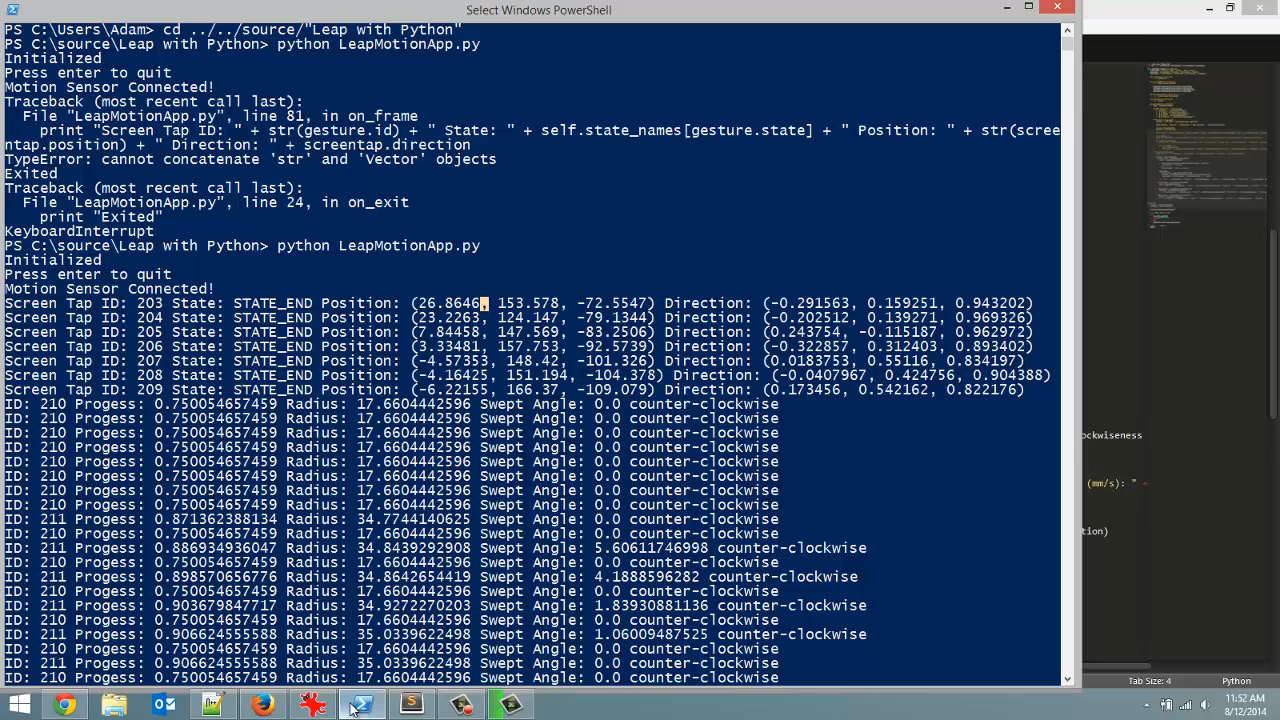 Select Windows PowerShell
PS C:\Users\Adam> cd ../../source/"Leap with Python"
PS C:\source\Leap with Python> python LeapMotionApp.py
Initialized
Press enter to quit
Motion Sensor Connected!
Traceback (most recent call last):
  File "LeapMotionApp.py", line 85, in on_frame
    print "Screen Tap ID: " + str(gesture.id) + " State: " + self.state_names[gesture.state] + " Position: " + str(scree
ntap.position) + " Direction: " + screentap.direction
TypeError: cannot concatenate 'str' and 'Vector' objects
Exited
Traceback (most recent call last):
  File "LeapMotionApp.py", line 24, in on_exit
    print "Exited"
KeyboardInterrupt
PS C:\source\Leap with Python> python LeapMotionApp.py
Initialized
Press enter to quit
Motion Sensor Connected!
Screen Tap ID: 203 State: STATE_END Position: (26.8646, 153.578, -72.5547) Direction: (-0.291563, 0.159251, 0.943202)
Screen Tap ID: 204 State: STATE_END Position: (23.2263, 124.147, -79.1344) Direction: (-0.202512, 0.139271, 0.969326)
Screen Tap ID: 205 State: STATE_END Position: (7.84458, 147.569, -83.2506) Direction: (0.243754, -0.115187, 0.962972)
Screen Tap ID: 206 State: STATE_END Position: (3.33481, 157.753, -92.5739) Direction: (-0.322857, 0.312403, 0.893402)
Screen Tap ID: 207 State: STATE_END Position: (-4.57353, 148.42, -101.326) Direction: (0.0183753, 0.55116, 0.834197)
Screen Tap ID: 208 State: STATE_END Position: (-4.16425, 151.194, -104.378) Direction: (-0.0407967, 0.424756, 0.904388)
Screen Tap ID: 209 State: STATE_END Position: (-6.22155, 166.37, -109.079) Direction: (0.173456, 0.542162, 0.822176)
ID: 210 Progess: 0.750054657459 Radius: 17.6604442596 Swept Angle: 0.0 counter-clockwise
ID: 210 Progess: 0.750054657459 Radius: 17.6604442596 Swept Angle: 0.0 counter-clockwise
ID: 210 Progess: 0.750054657459 Radius: 17.6604442596 Swept Angle: 0.0 counter-clockwise
ID: 210 Progess: 0.750054657459 Radius: 17.6604442596 Swept Angle: 0.0 counter-clockwise
ID: 210 Progess: 0.750054657459 Radius: 17.6604442596 Swept Angle: 0.0 counter-clockwise
ID: 210 Progess: 0.750054657459 Radius: 17.6604442596 Swept Angle: 0.0 counter-clockwise
ID: 210 Progess: 0.750054657459 Radius: 17.6604442596 Swept Angle: 0.0 counter-clockwise
ID: 210 Progess: 0.750054657459 Radius: 17.6604442596 Swept Angle: 0.0 counter-clockwise
ID: 211 Progess: 0.871362388134 Radius: 34.7744140625 Swept Angle: 0.0 counter-clockwise
ID: 210 Progess: 0.750054657459 Radius: 17.6604442596 Swept Angle: 0.0 counter-clockwise
ID: 211 Progess: 0.886934936047 Radius: 34.8239292908 Swept Angle: 5.60611746998 counter-clockwise
ID: 210 Progess: 0.750054657459 Radius: 17.6604442596 Swept Angle: 0.0 counter-clockwise
ID: 211 Progess: 0.898570656776 Radius: 34.8642654419 Swept Angle: 4.1888596282 counter-clockwise
ID: 210 Progess: 0.750054657459 Radius: 17.6604442596 Swept Angle: 0.0 counter-clockwise
ID: 211 Progess: 0.903679847717 Radius: 34.9272270203 Swept Angle: 1.83930881136 counter-clockwise
ID: 210 Progess: 0.750054657459 Radius: 17.6604442596 Swept Angle: 0.0 counter-clockwise
ID: 211 Progess: 0.906624555588 Radius: 35.0339622498 Swept Angle: 1.06009487525 counter-clockwise
ID: 210 Progess: 0.750054657459 Radius: 17.6604442596 Swept Angle: 0.0 counter-clockwise
ID: 211 Progess: 0.906624555588 Radius: 35.0339622498 Swept Angle: 0.0 counter-clockwise
ID: 210 Progess: 0.750054657459 Radius: 17.6604442596 Swept Angle: 0.0 counter-clockwise
ockwiseness
(mm/s): " +
tion)
Tab Size: 4 Python
11:52 AM
8/12/2014